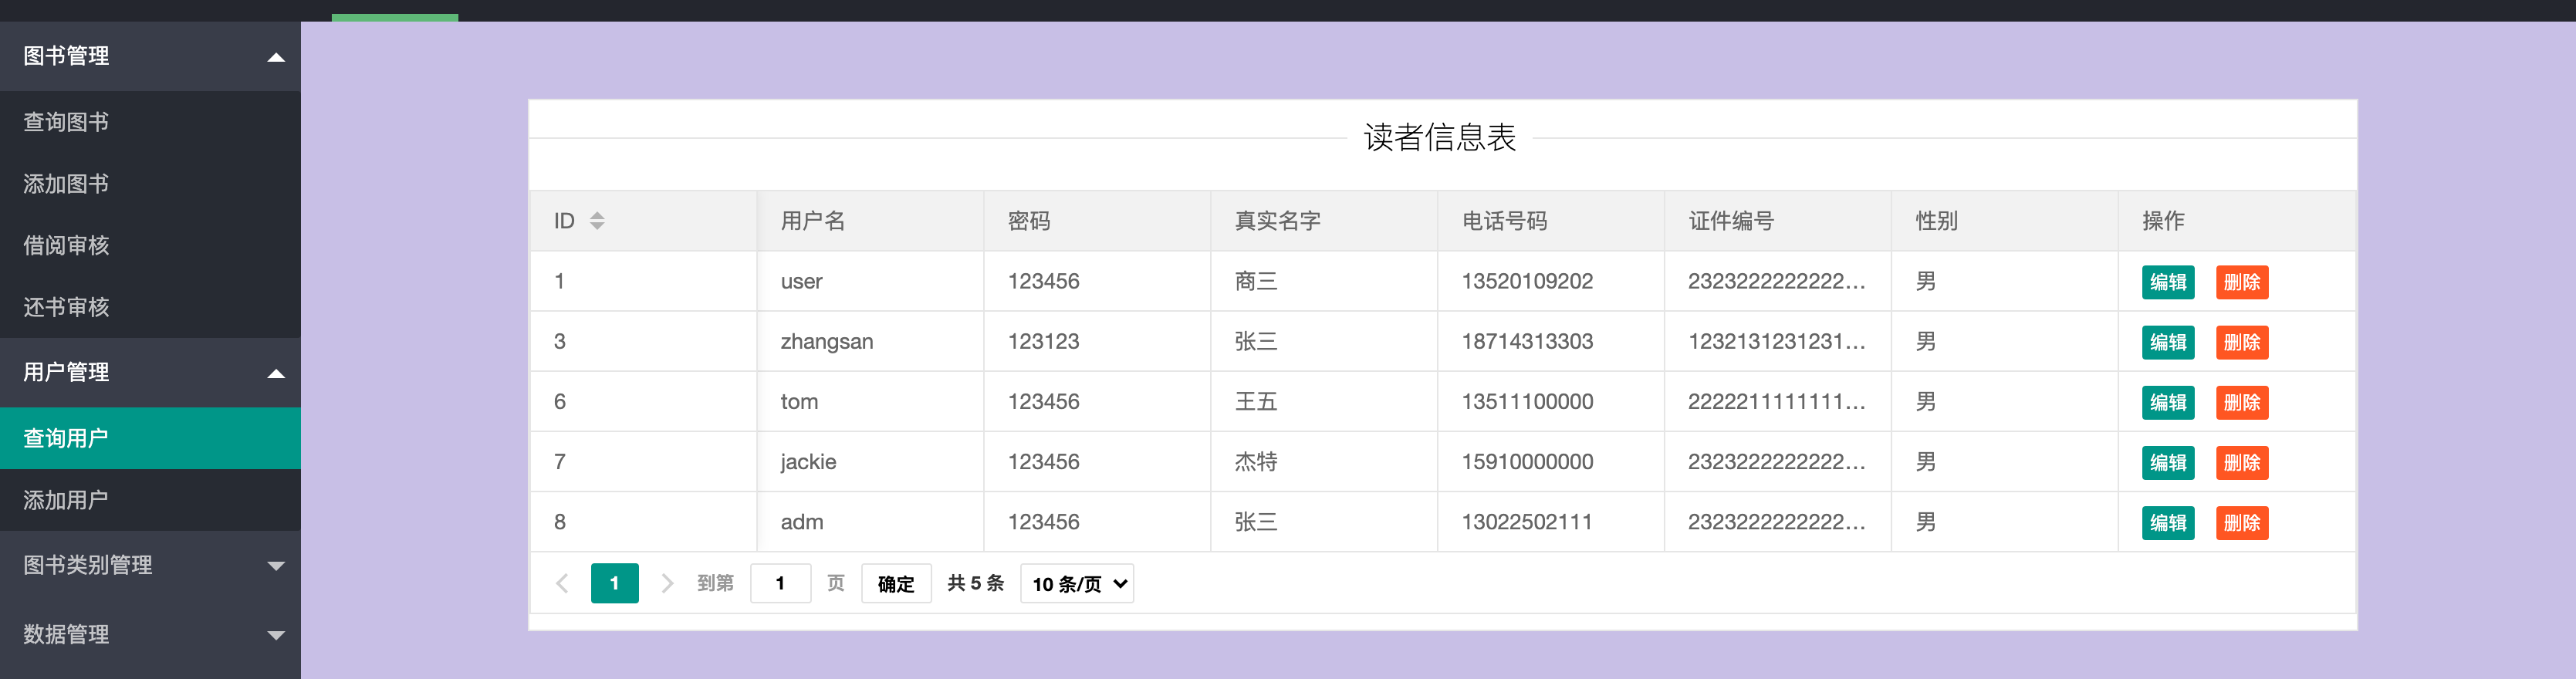 图书管理
查询图书
添加图书
借阅审核
还书审核
用户管理
查询用户
添加用户
图书类别管理
数据管理
读者信息表
ID 用户名 密码 真实名字 电话号码 证件编号 性别 操作
1 user 123456 商三 13520109202 2323222222222... 男 编辑 删除
3 zhangsan 123123 张三 18714313303 1232131231231... 男 编辑 删除
6 tom 123456 王五 13511100000 2222211111111... 男 编辑 删除
7 jackie 123456 杰特 15910000000 2323222222222... 男 编辑 删除
8 adm 123456 张三 13022502111 2323222222222... 男 编辑 删除
1 到第 1 页 确定 共 5 条 10 条/页